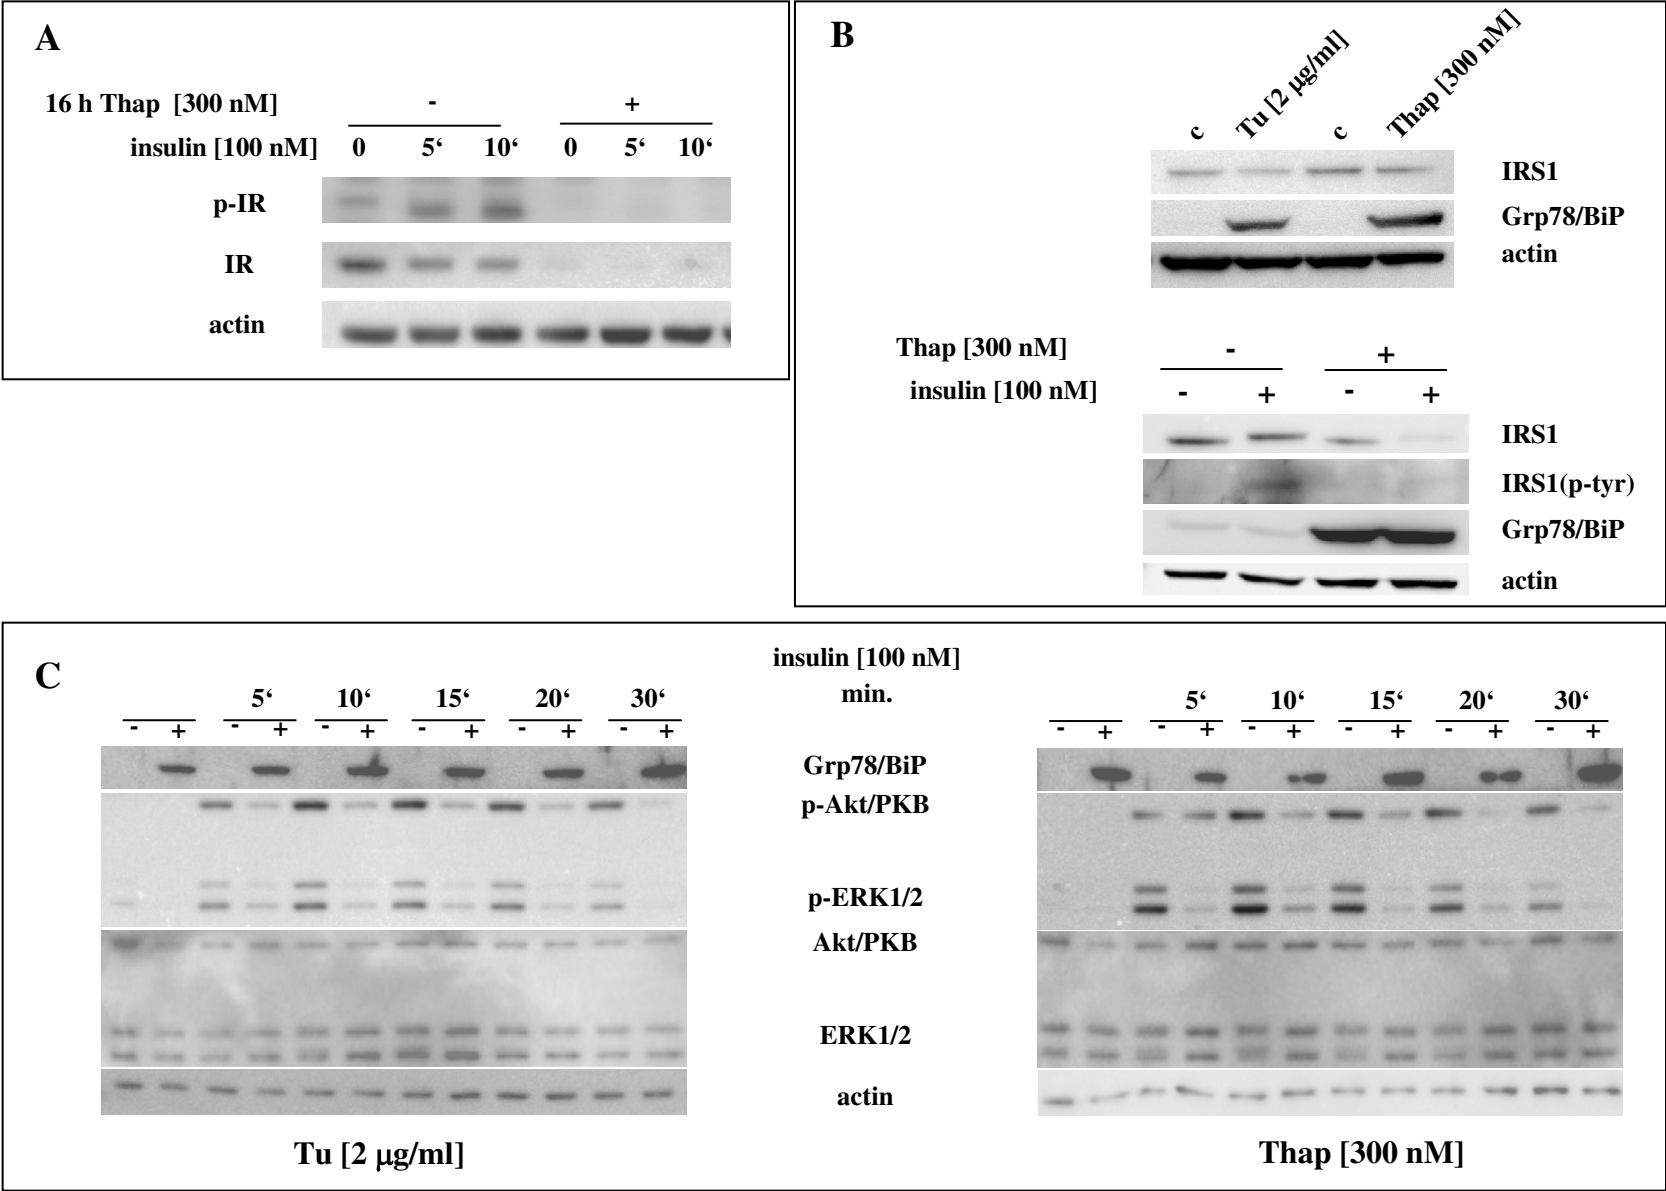 A
16 h Thap [300 nM] - +
insulin [100 nM] 0 5‘ 10‘ 0 5‘ 10‘
p-IR
IR
actin
B
c Tu [2 μg/ml] c Thap [300 nM]
IRS1
Grp78/BiP
actin
Thap [300 nM] - +
insulin [100 nM] - + - +
IRS1
IRS1(p-tyr)
Grp78/BiP
actin
C
insulin [100 nM]
min.
5‘ 10‘ 15‘ 20‘ 30‘
- + - + - + - + - + - +
5‘ 10‘ 15‘ 20‘ 30‘
- + - + - + - + - + - +
Grp78/BiP
p-Akt/PKB
p-ERK1/2
Akt/PKB
ERK1/2
actin
Tu [2 μg/ml]
Thap [300 nM]